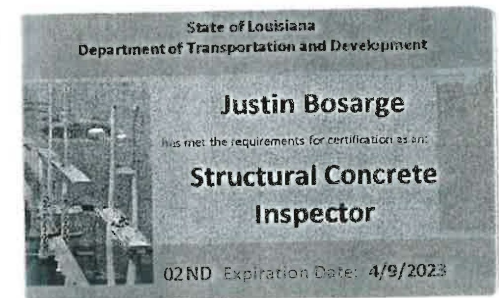 State of Louisiana
Department of Transportation and Development
Justin Bosarge
has met the requirements for certification as an:
Structural Concrete
Inspector
02ND Expiration Date: 4/9/2023